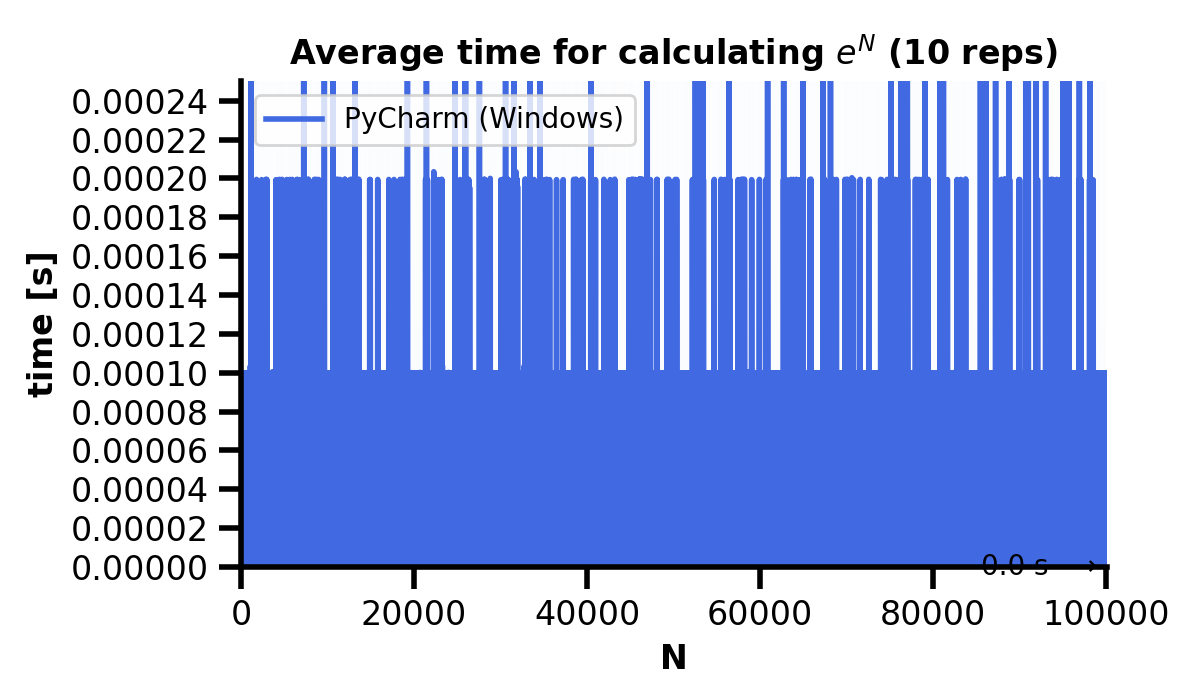 Average time for calculating $e^N$ (10 reps)
PyCharm (Windows)
time [s]
0.00024
0.00022
0.00020
0.00018
0.00016
0.00014
0.00012
0.00010
0.00008
0.00006
0.00004
0.00002
0.00000
0.0 s →
0 20000 40000 60000 80000 100000
N